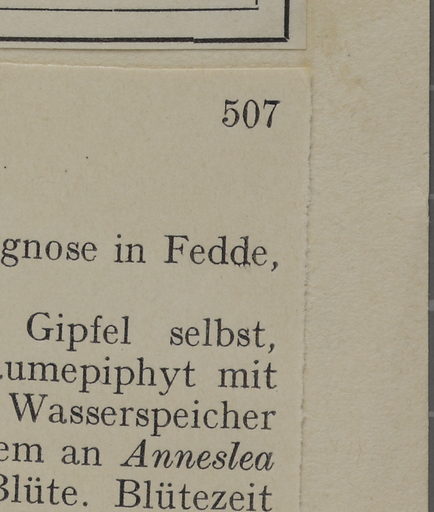 507
gnose in Fedde,
Gipfel selbst,
umepiphyt mit
Wasserspeicher
em an Anneslea
Blüte. Blütezeit